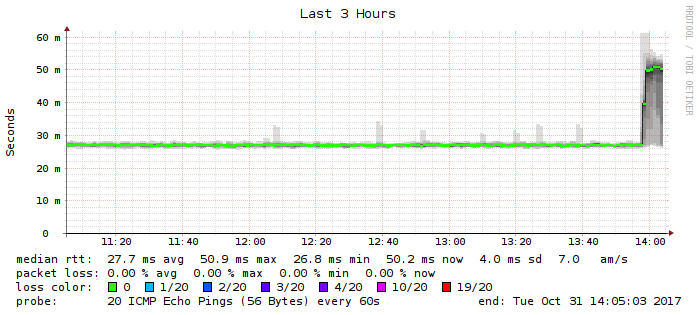 Last 3 Hours
RRDTOOL / TOBI OETIKER
Seconds
60 m
50 m
40 m
30 m
20 m
10 m
0
11:20 11:40 12:00 12:20 12:40 13:00 13:20 13:40 14:00
median rtt: 27.7 ms avg 50.9 ms max 26.8 ms min 50.2 ms now 4.0 ms sd 7.0 am/s
packet loss: 0.00 % avg 0.00 % max 0.00 % min 0.00 % now
loss color: 0 1/20 2/20 3/20 4/20 10/20 19/20
probe: 20 ICMP Echo Pings (56 Bytes) every 60s end: Tue Oct 31 14:05:03 2017